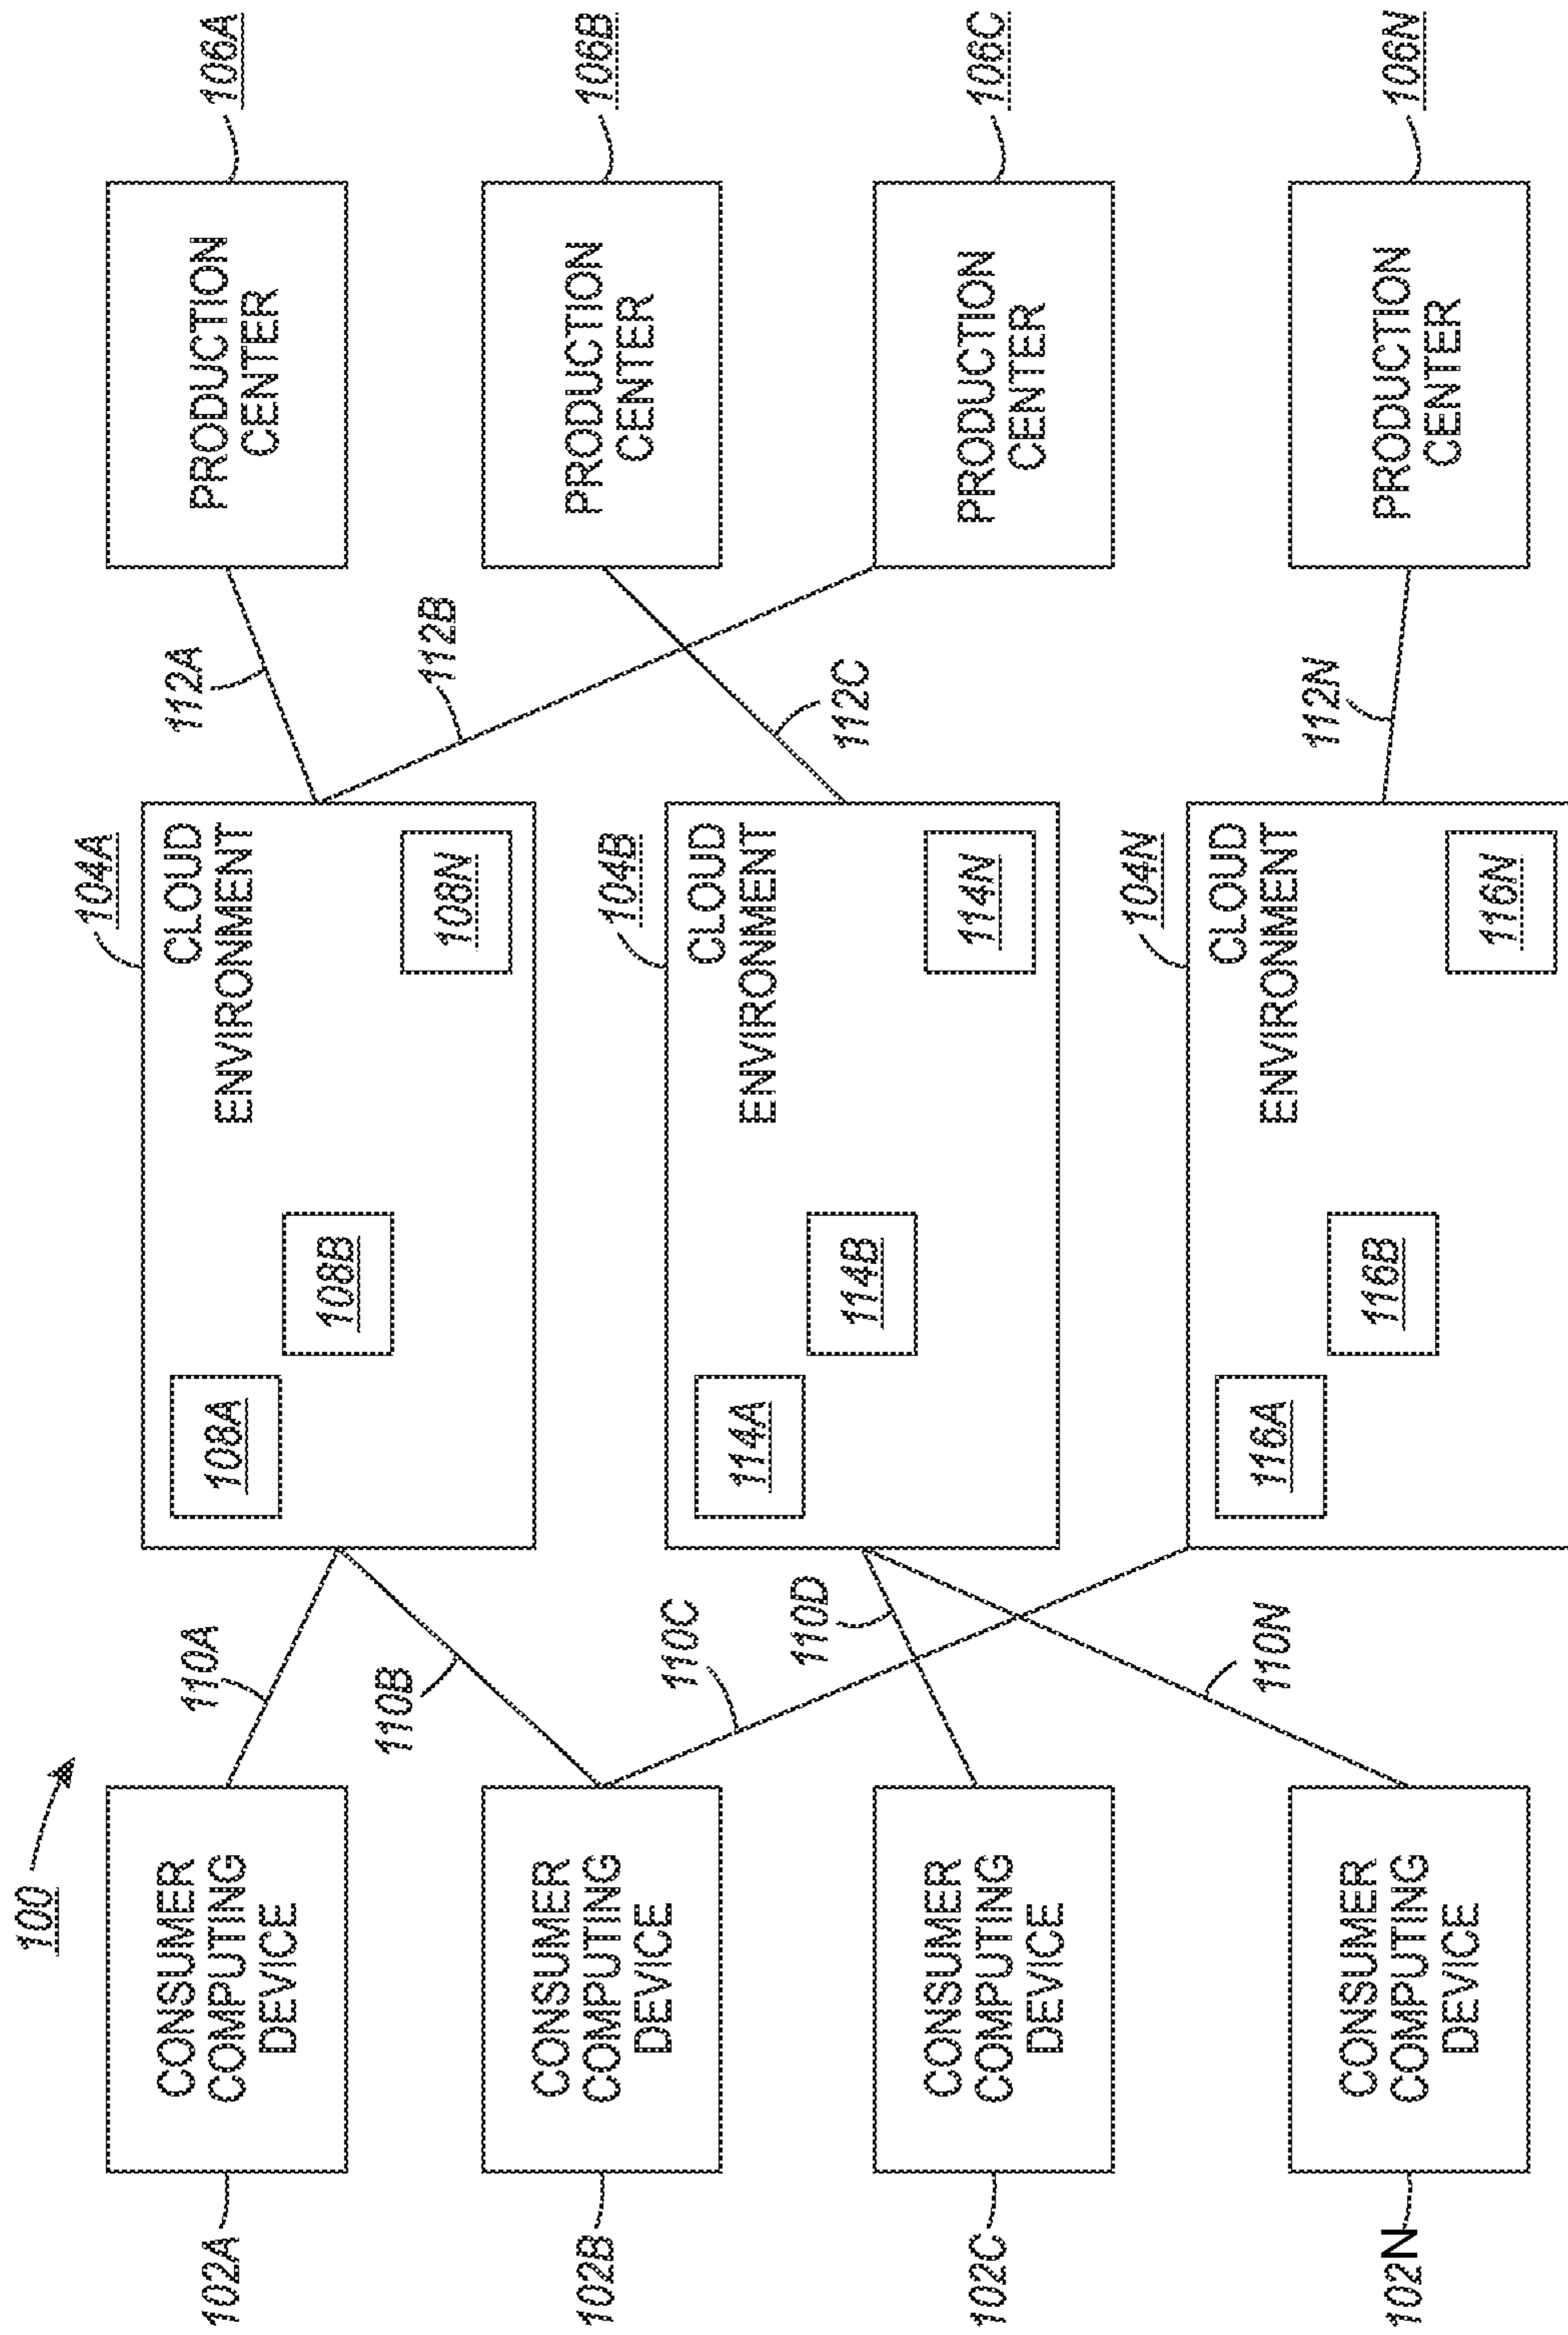 100
102A
CONSUMER
COMPUTING
DEVICE
102B
CONSUMER
COMPUTING
DEVICE
102C
CONSUMER
COMPUTING
DEVICE
102N
CONSUMER
COMPUTING
DEVICE
110A
110B
110C
110D
110N
104A
CLOUD
ENVIRONMENT
108A
108B
108N
104B
CLOUD
ENVIRONMENT
114A
114B
114N
104N
CLOUD
ENVIRONMENT
116A
116B
116N
112A
112B
112C
112N
PRODUCTION
CENTER
106A
PRODUCTION
CENTER
106B
PRODUCTION
CENTER
106C
PRODUCTION
CENTER
106N